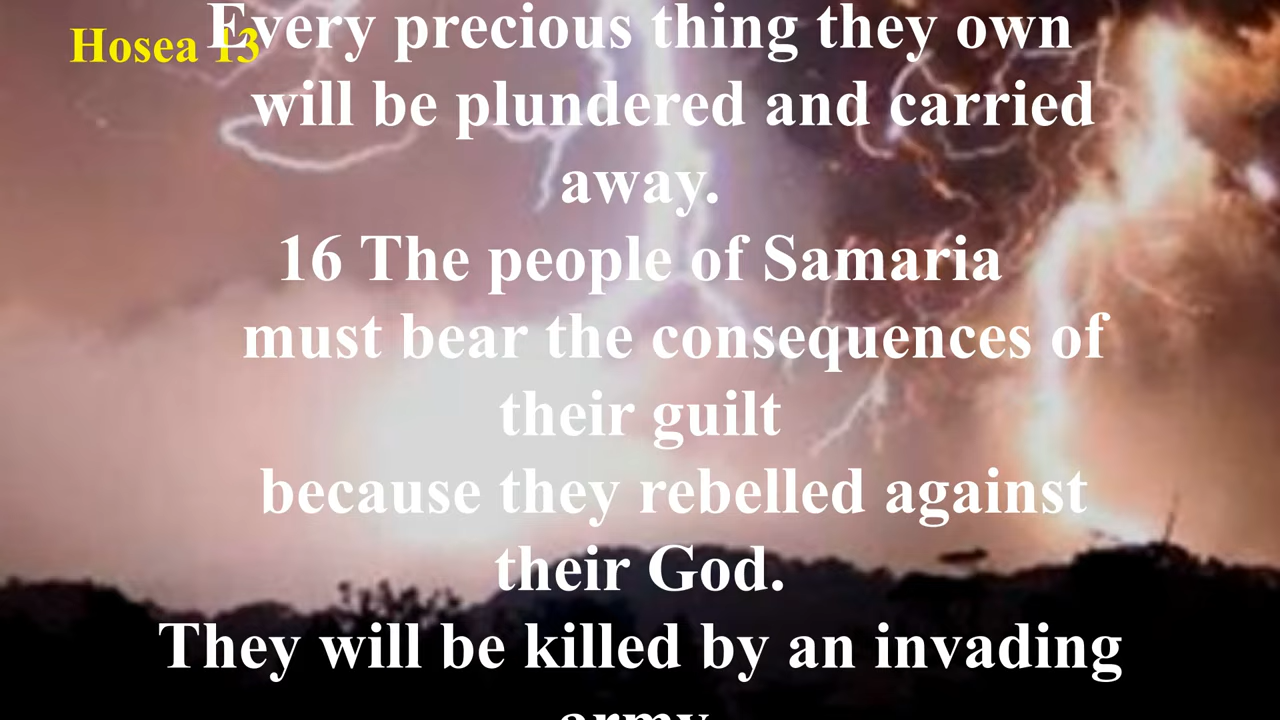 Hosea 13
Every precious thing they own
will be plundered and carried
away.
16 The people of Samaria
must bear the consequences of
their guilt
because they rebelled against
their God.
They will be killed by an invading
army